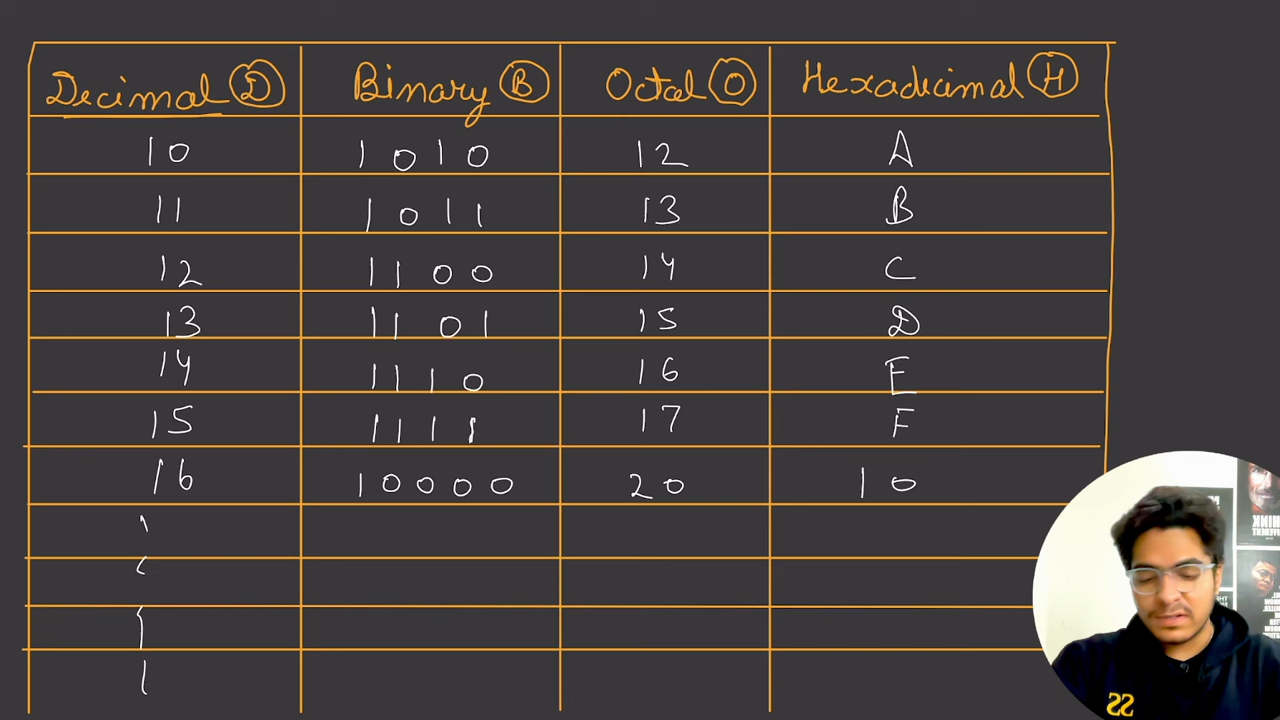 Decimal D Binary B Octal O Hexadecimal H
10 1010 12 A
11 1011 13 B
12 1100 14 C
13 1101 15 D
14 1110 16 E
15 1111 17 F
16 10000 20 10
THINK